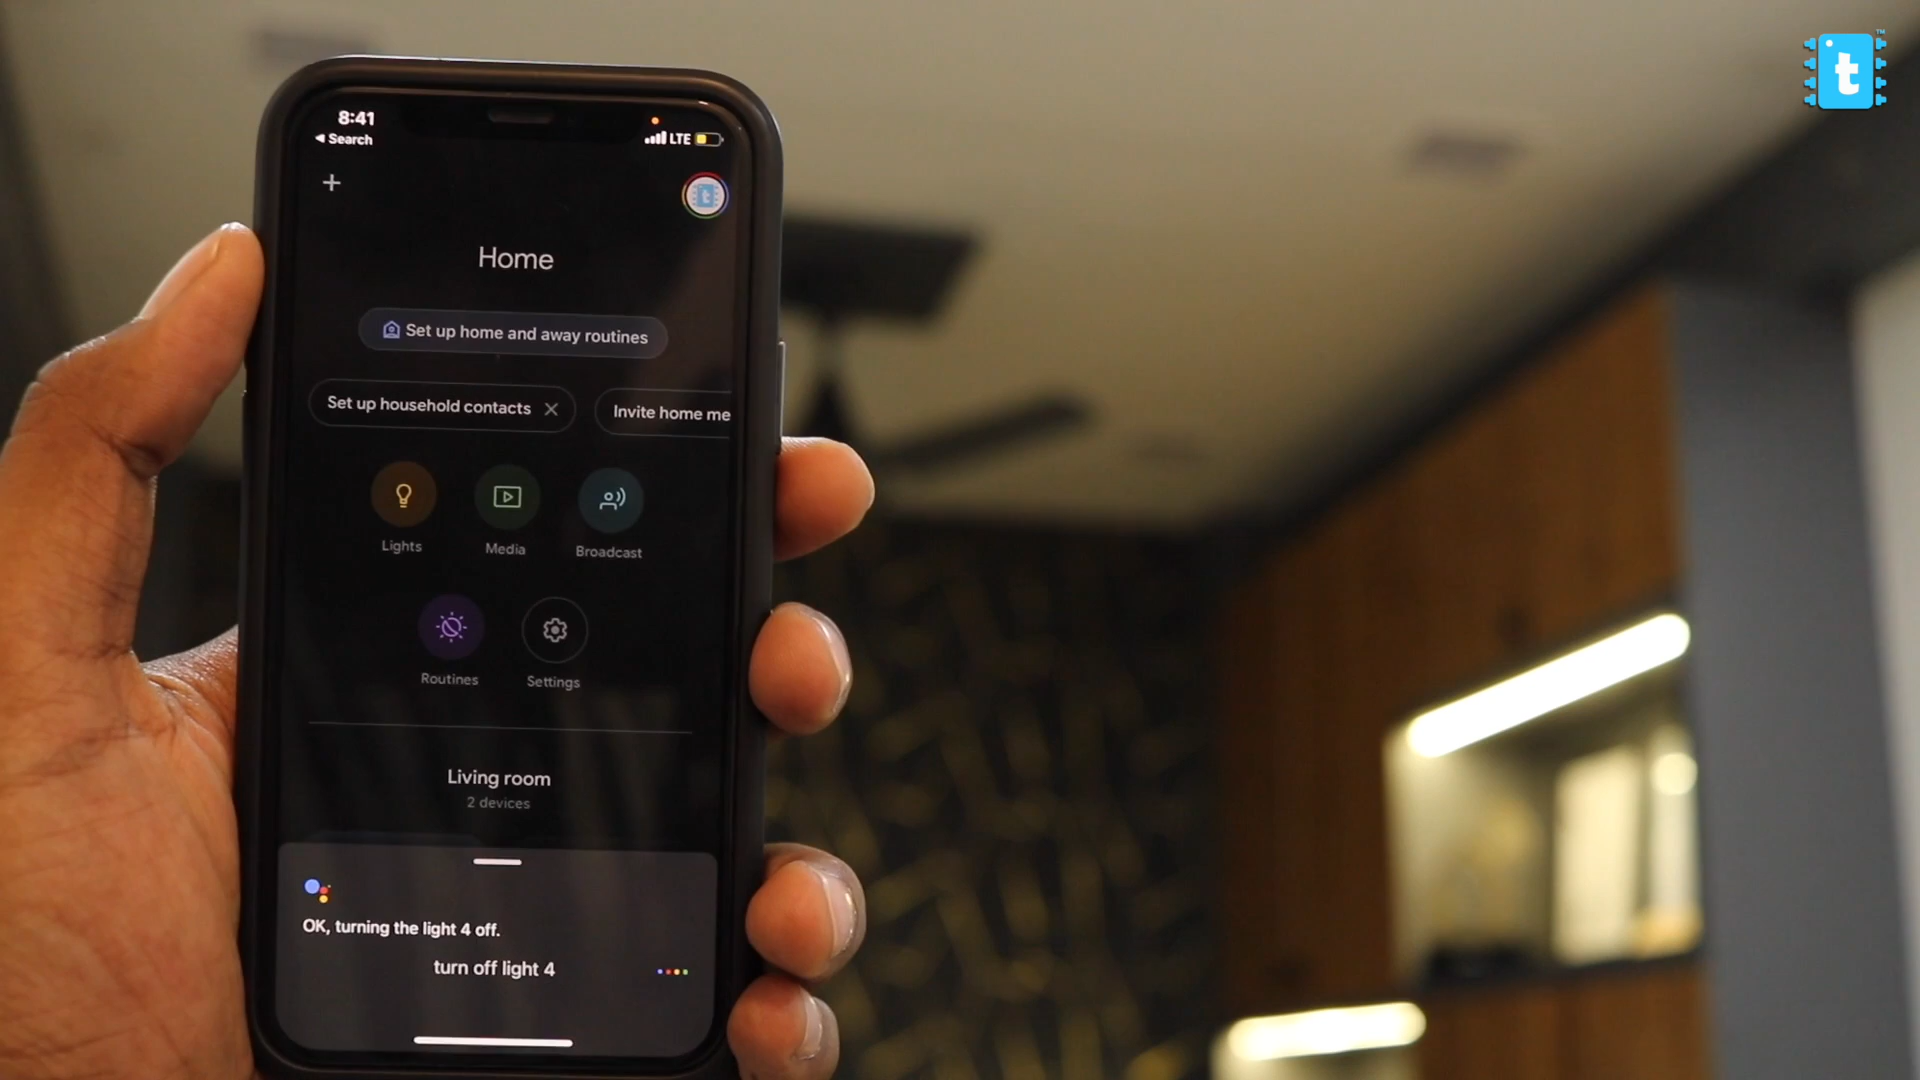 t
TM
8:41
Search
LTE
t
Home
Set up home and away routines
Set up household contacts
Invite home me
Lights
Media
Broadcast
Routines
Settings
Living room
2 devices
OK, turning the light 4 off.
turn off light 4